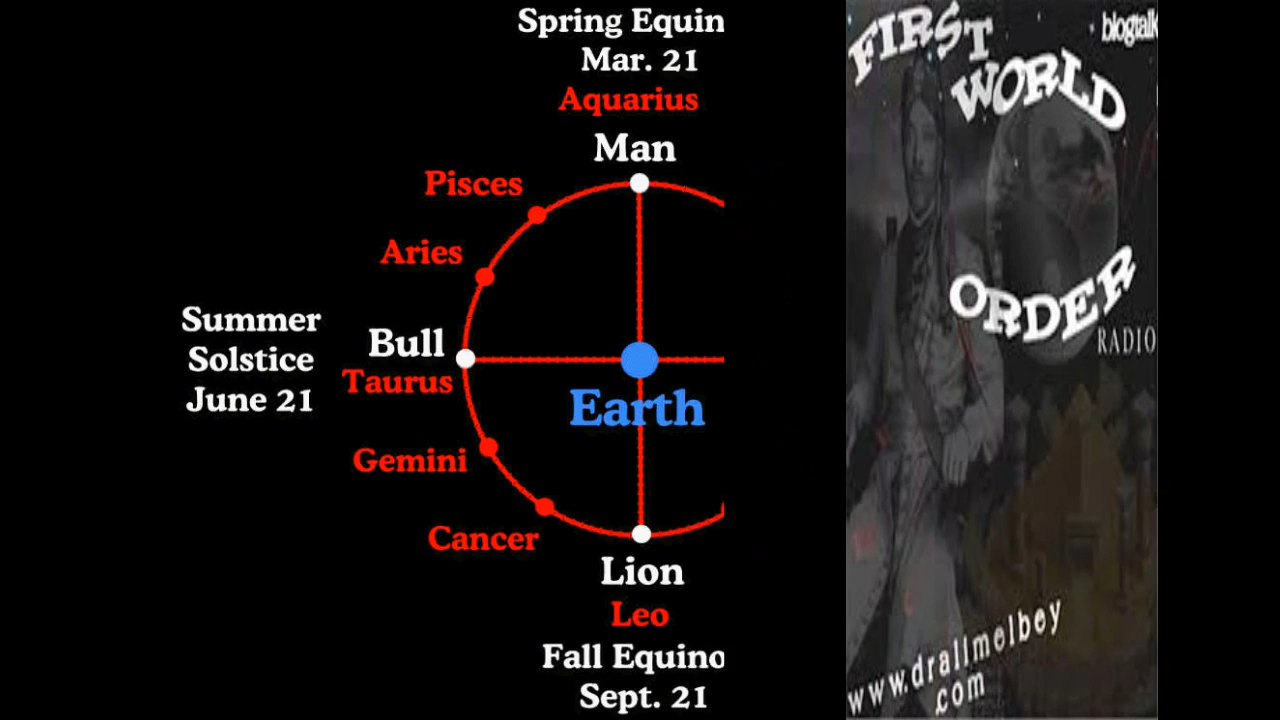 Spring Equin
Mar. 21
Aquarius
Man
Pisces
Aries
Summer
Solstice
June 21
Bull
Taurus
Earth
Gemini
Cancer
Lion
Leo
Fall Equino
Sept. 21
FIRST
WORLD
ORDER
RADIO
blogtalk
www.drallmelbey
.com